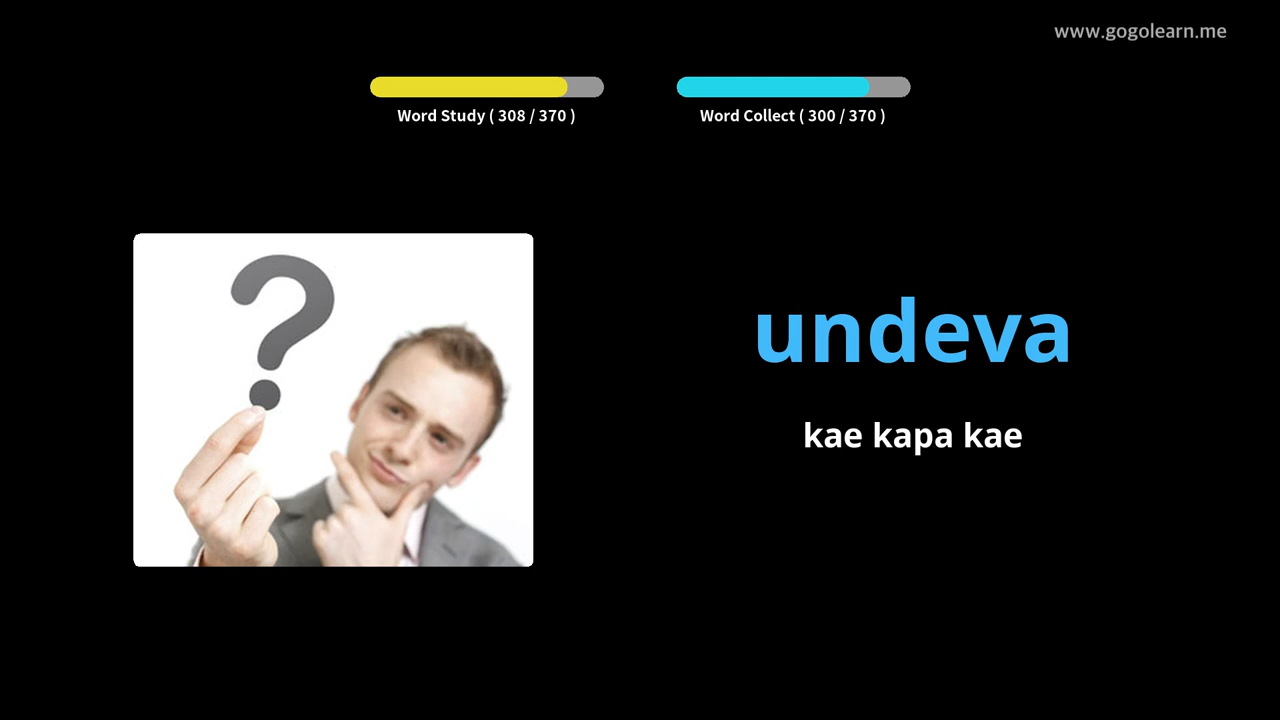 www.gogolearn.me
Word Study ( 308 / 370 )
Word Collect ( 300 / 370 )
undeva
kae kapa kae